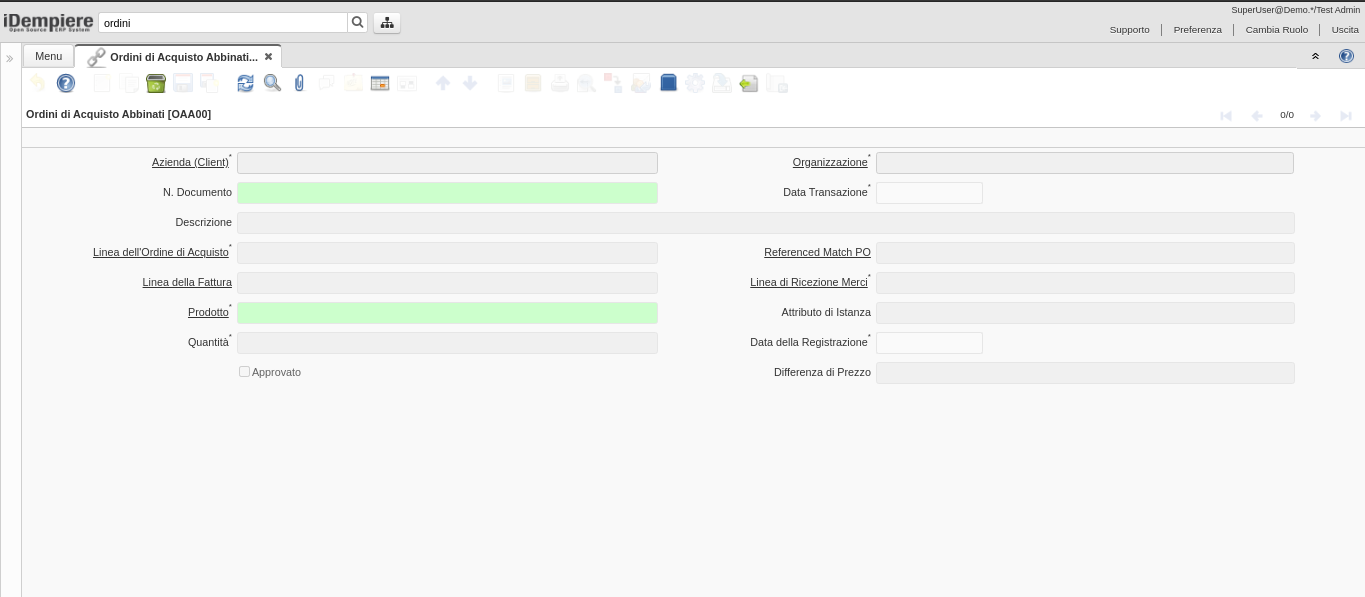 SuperUser@Demo.*/Test Admin
iDempiere
Open Source ERP System
ordini
Supporto
Preferenza
Cambia Ruolo
Uscita
»
Menu
Ordini di Acquisto Abbinati...
Ordini di Acquisto Abbinati [OAA00]
0/0
Azienda (Client)*
Organizzazione*
N. Documento
Data Transazione*
Descrizione
Linea dell'Ordine di Acquisto*
Referenced Match PO
Linea della Fattura
Linea di Ricezione Merci*
Prodotto*
Attributo di Istanza
Quantità*
Data della Registrazione*
Approvato
Differenza di Prezzo